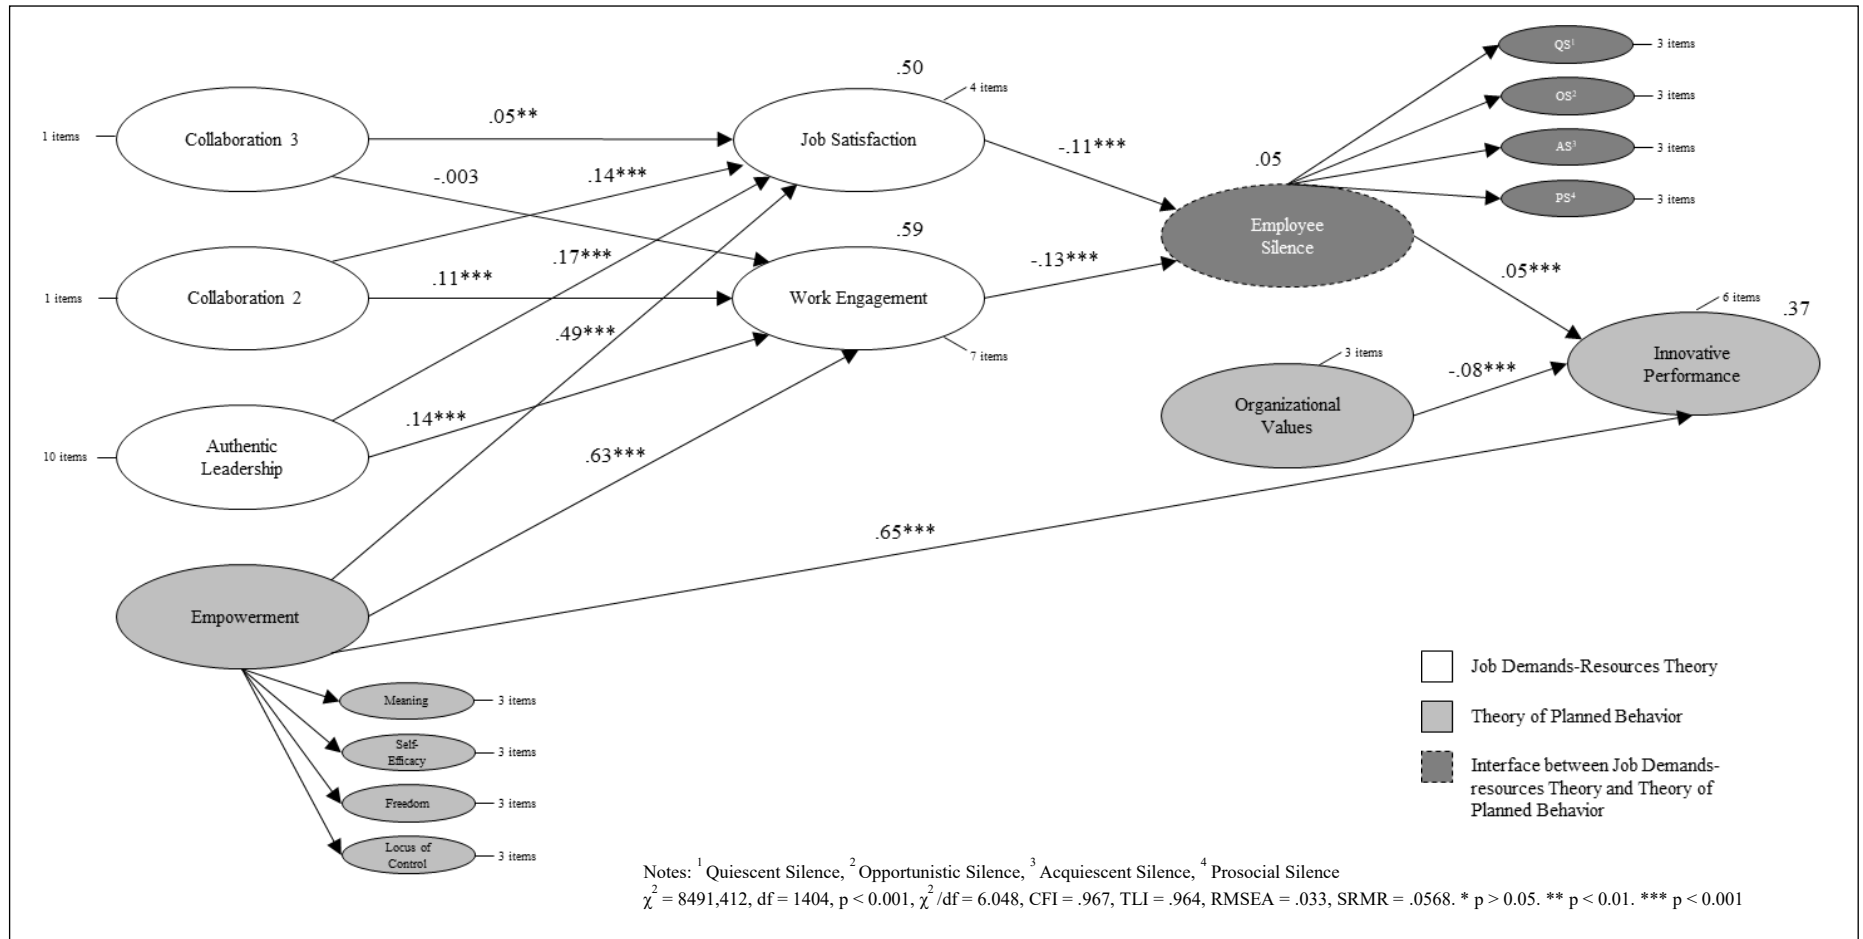 QS¹
3 items
.50
4 items
OS²
3 items
1 items
Collaboration 3
.05**
Job Satisfaction
-.11***
.05
AS³
3 items
-.003
.14***
PS⁴
3 items
Employee
Silence
.59
.17***
-.13***
.05***
1 items
Collaboration 2
.11***
Work Engagement
6 items
.37
.49***
7 items
3 items
Innovative
Performance
-.08***
Organizational
Values
.14***
10 items
Authentic
Leadership
.63***
.65***
Empowerment
Meaning
3 items
Self-
Efficacy
3 items
Freedom
3 items
Locus of
Control
3 items
Job Demands-Resources Theory
Theory of Planned Behavior
Interface between Job Demands-
resources Theory and Theory of
Planned Behavior
Notes: ¹ Quiescent Silence, ² Opportunistic Silence, ³ Acquiescent Silence, ⁴ Prosocial Silence
χ² = 8491,412, df = 1404, p < 0.001, χ²/df = 6.048, CFI = .967, TLI = .964, RMSEA = .033, SRMR = .0568. * p > 0.05. ** p < 0.01. *** p < 0.001